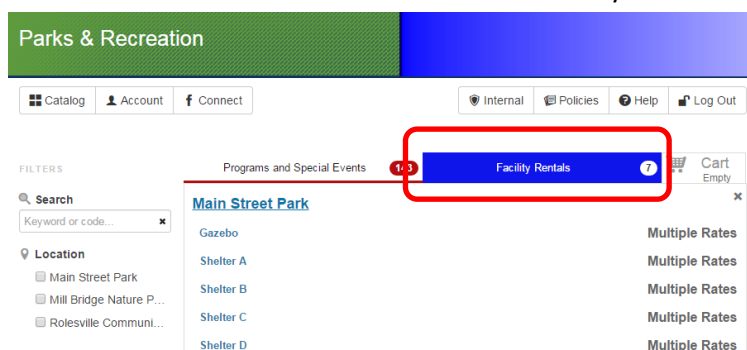 Parks & Recreation
Catalog Account Connect Internal Policies Help Log Out
FILTERS Programs and Special Events 143 Facility Rentals 7 Cart
Empty
Search
Keyword or code...
Main Street Park
Gazebo Multiple Rates
Location
Main Street Park
Mill Bridge Nature P...
Rolesville Communi...
Shelter A Multiple Rates
Shelter B Multiple Rates
Shelter C Multiple Rates
Shelter D Multiple Rates